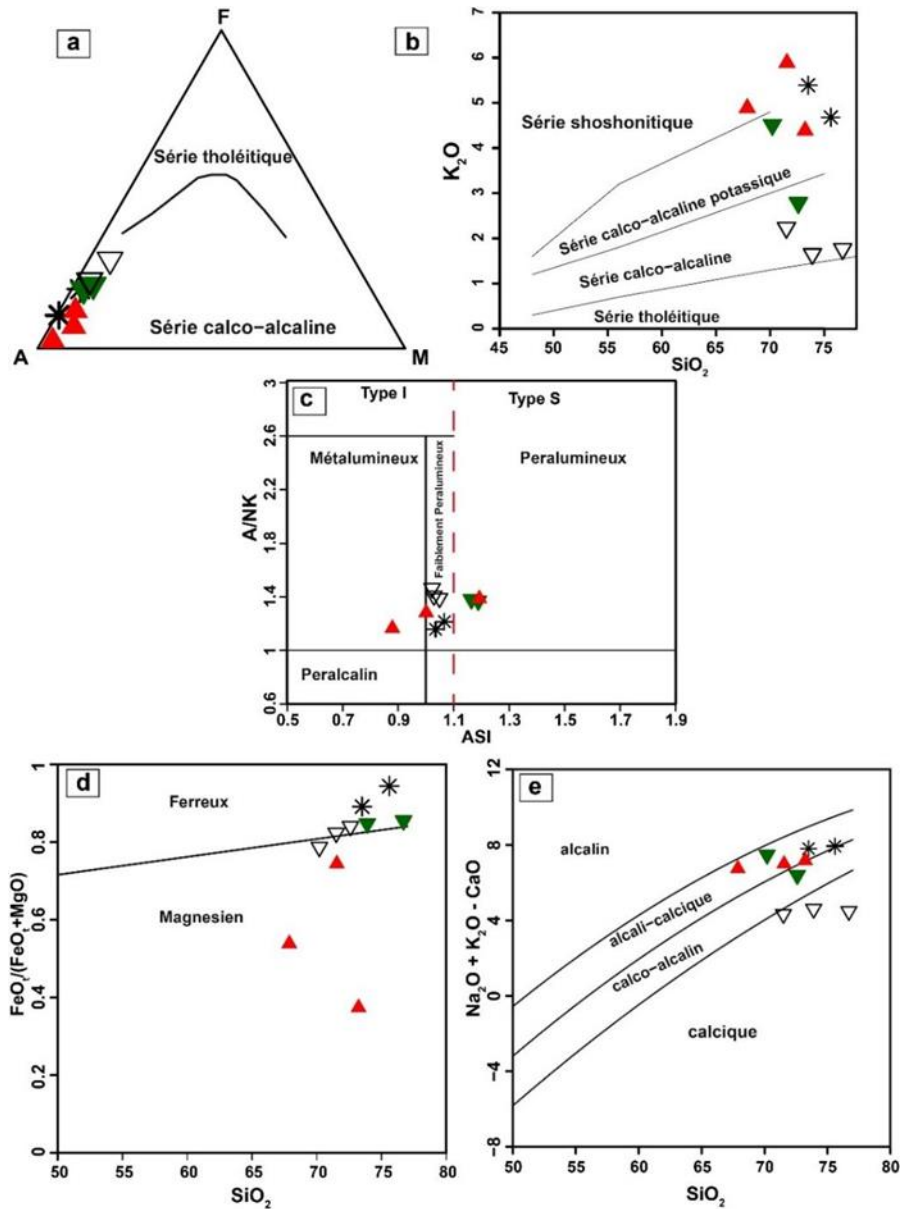 a
F
Série tholéitique
Série calco-alcaline
A
M
b
K₂O
7
6
5
4
3
2
1
0
Série shoshonitique
Série calco-alcaline potassique
Série calco-alcaline
Série tholéitique
45 50 55 60 65 70 75
SiO₂
c
Type I
Type S
Métalumineux
Faiblement Peralumineux
Peralumineux
Peralcalin
A/NK
3
2.6
2.2
1.8
1.4
1
0.6
0.5 0.7 0.9 1.1 1.3 1.5 1.7 1.9
ASI
d
Ferreux
Magnesien
FeOₜ/(FeOₜ+MgO)
1
0.8
0.6
0.4
0.2
0
50 55 60 65 70 75 80
SiO₂
e
alcalin
alcali-calcique
calco-alcalin
calcique
Na₂O + K₂O - CaO
12
8
4
0
-4
-8
50 55 60 65 70 75 80
SiO₂